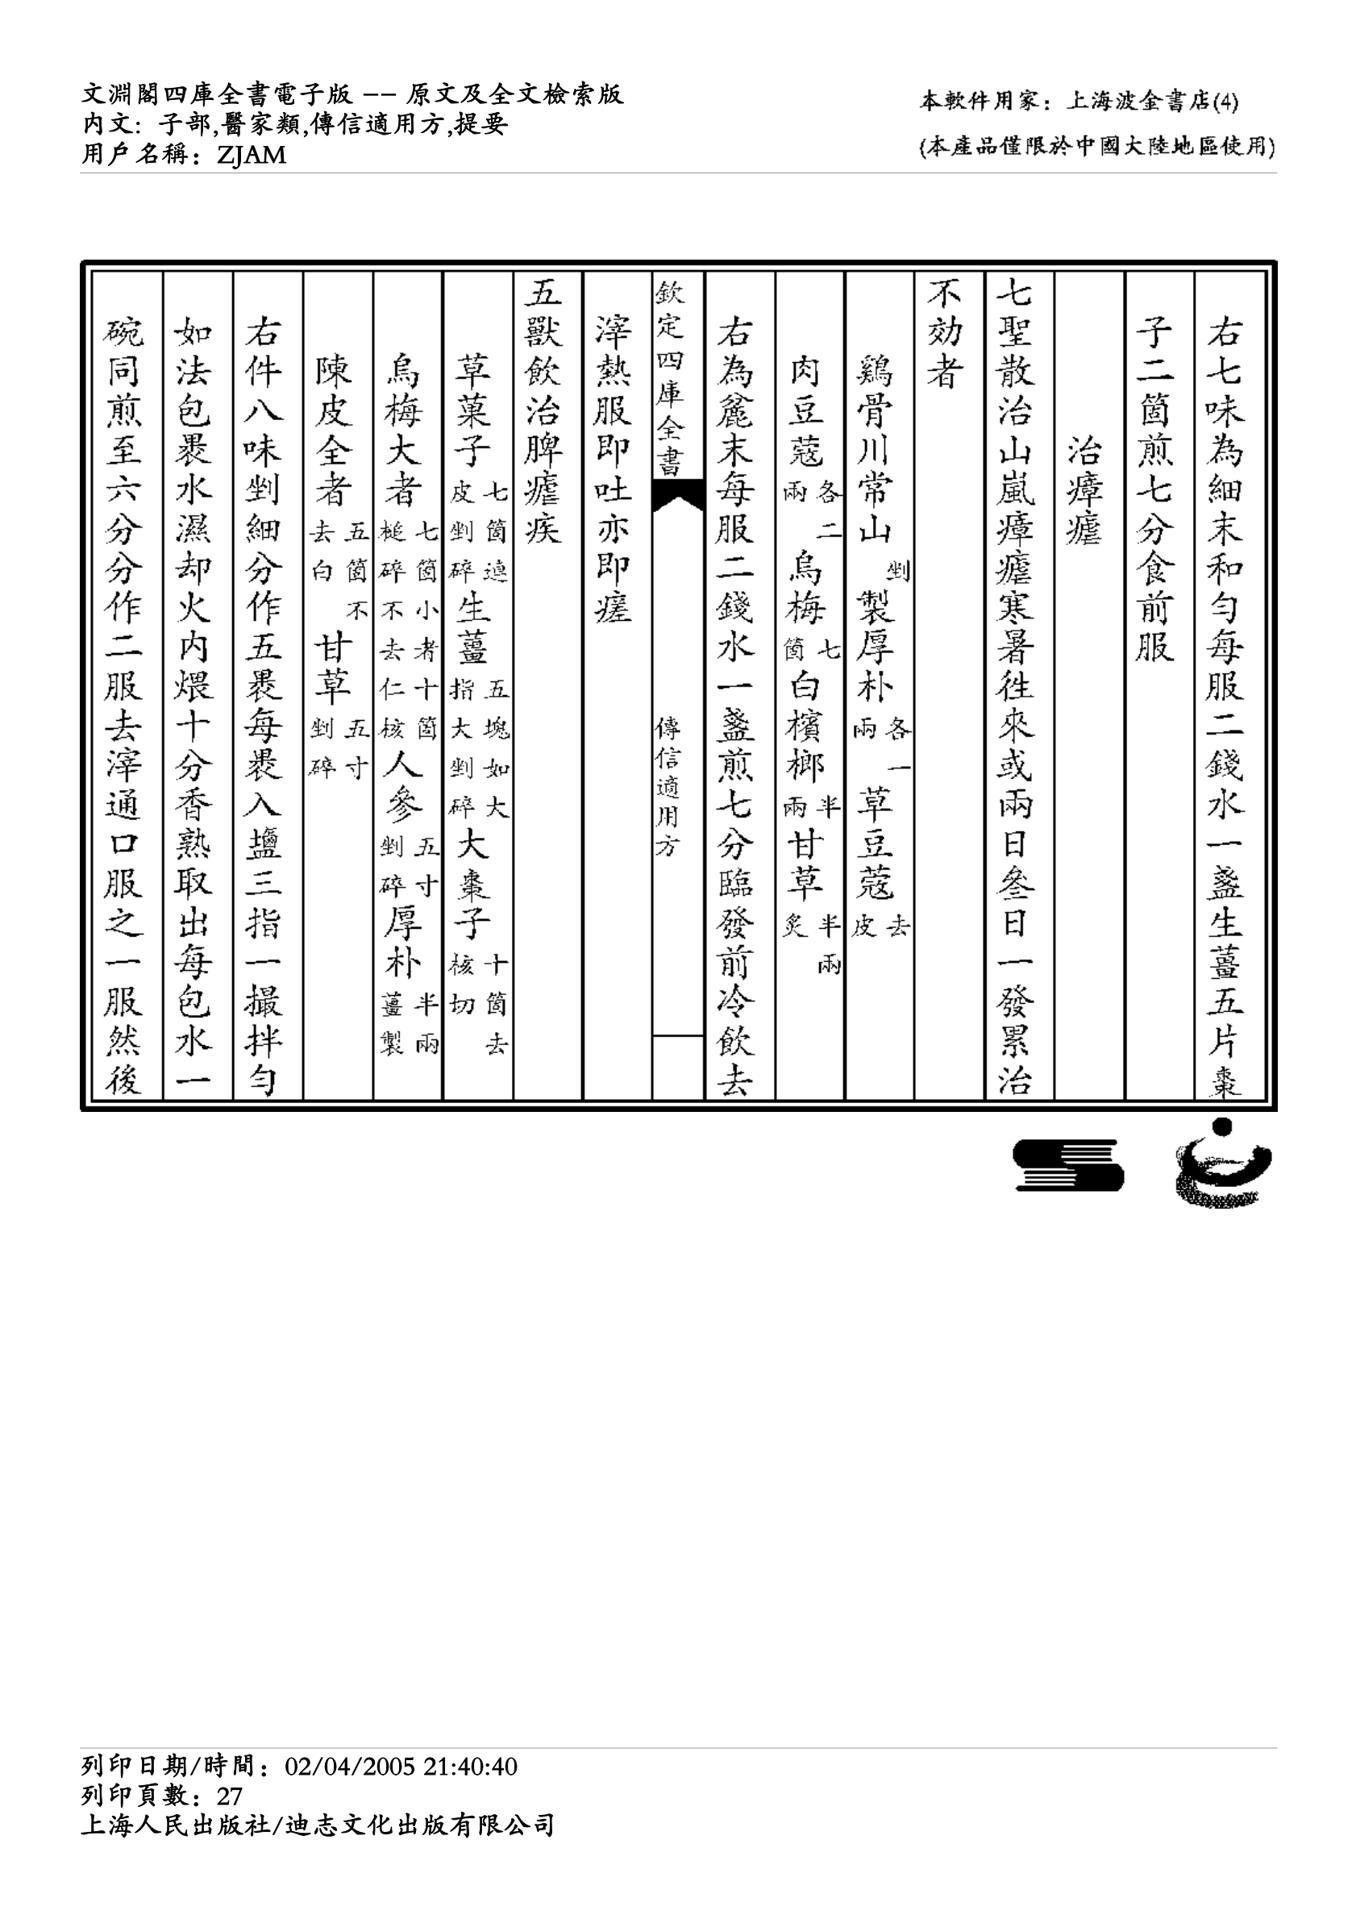 文淵閣四庫全書電子版 -- 原文及全文檢索版
內文: 子部,醫家類,傳信適用方,提要
用戶名稱: ZJAM
本軟件用家: 上海波金書店(4)
(本產品僅限於中國大陸地區使用)
右七味為細末和勻每服二錢水一盞生薑五片棗
子二箇煎七分食前服
治瘴瘧
七聖散治山嵐瘴瘧寒暑徃來或兩日叄日一發累治
不効者
鷄骨川常山剉製厚朴各一兩草豆蔻去皮
肉豆蔻各二兩烏梅七箇白檳榔半兩甘草半兩炙
右為麄末每服二錢水一盞煎七分臨發前冷飲去
欽定四庫全書
傳信適用方
滓熱服即吐亦即瘥
五獸飲治脾瘧疾
草菓子七箇連皮剉碎生薑五塊如大指大剉碎大棗子十箇去核切
烏梅大者七箇小者十箇槌碎不去仁核人參五寸剉碎厚朴半兩薑製
陳皮全者五箇不去白甘草五寸剉碎
右件八味剉細分作五褁每褁入鹽三指一撮拌勻
如法包褁水濕却火內煨十分香熟取出每包水一
碗同煎至六分分作二服去滓通口服之一服然後
列印日期/時間: 02/04/2005 21:40:40
列印頁數: 27
上海人民出版社/迪志文化出版有限公司